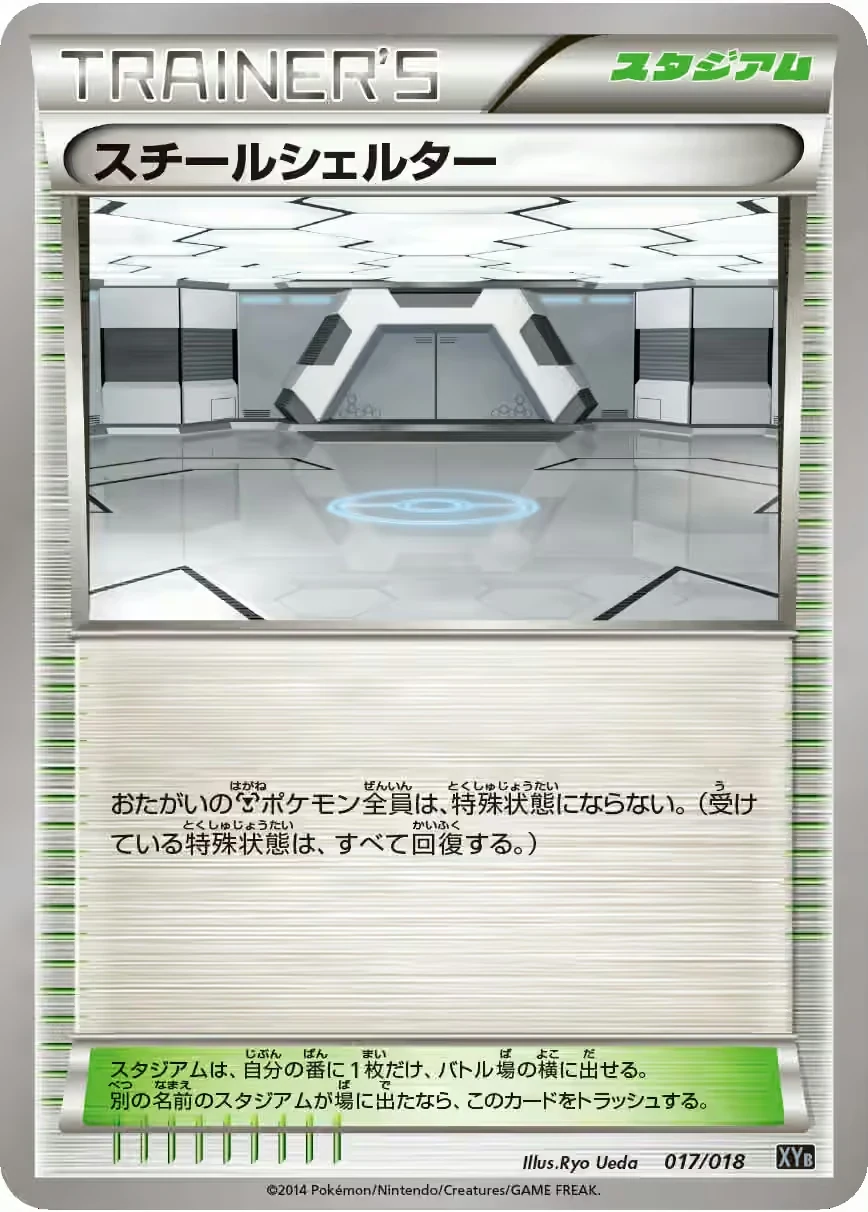 TRAINER'S スタジアム
スチールシェルター
おたがいのポケモン全員は、特殊状態にならない。（受け
ている特殊状態は、すべて回復する。）
スタジアムは、自分の番に1枚だけ、バトル場の横に出せる。
別の名前のスタジアムが場に出たなら、このカードをトラッシュする。
Illus.Ryo Ueda 017/018 XY B
©2014 Pokémon/Nintendo/Creatures/GAME FREAK.